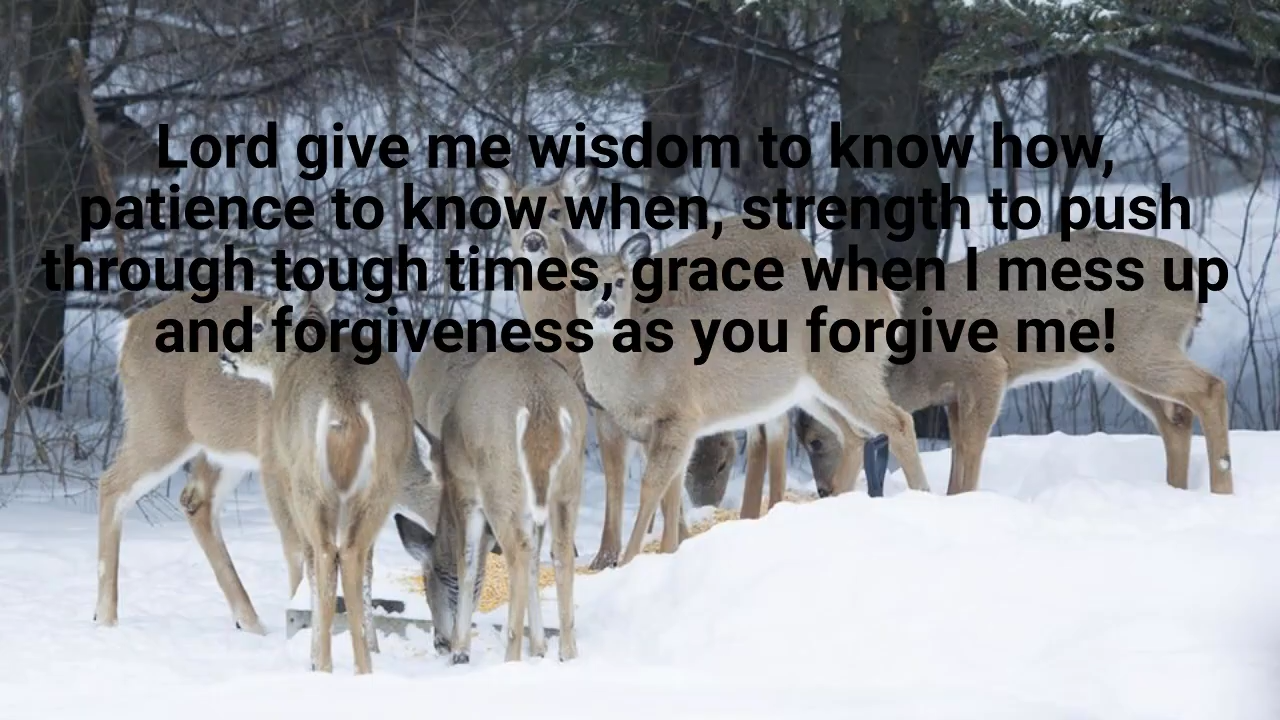 Lord give me wisdom to know how,
patience to know when, strength to push
through tough times, grace when I mess up
and forgiveness as you forgive me!